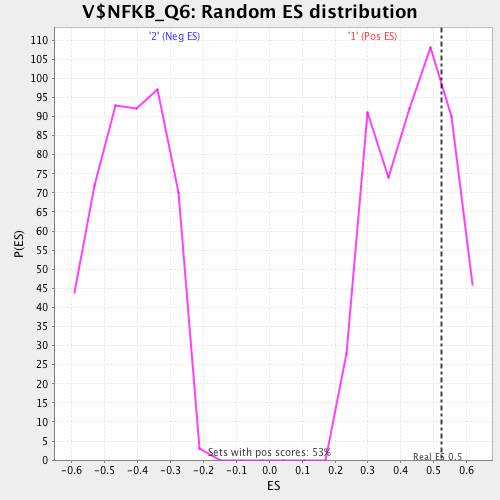 V$NFKB_Q6: Random ES distribution
'2' (Neg ES)
'1' (Pos ES)
110
105
100
95
90
85
80
75
70
65
60
55
50
45
40
35
30
25
20
15
10
5
0
P(ES)
Sets with pos scores: 53%
Real ES 0.5
-0.6 -0.5 -0.4 -0.3 -0.2 -0.1 0.0 0.1 0.2 0.3 0.4 0.5 0.6
ES